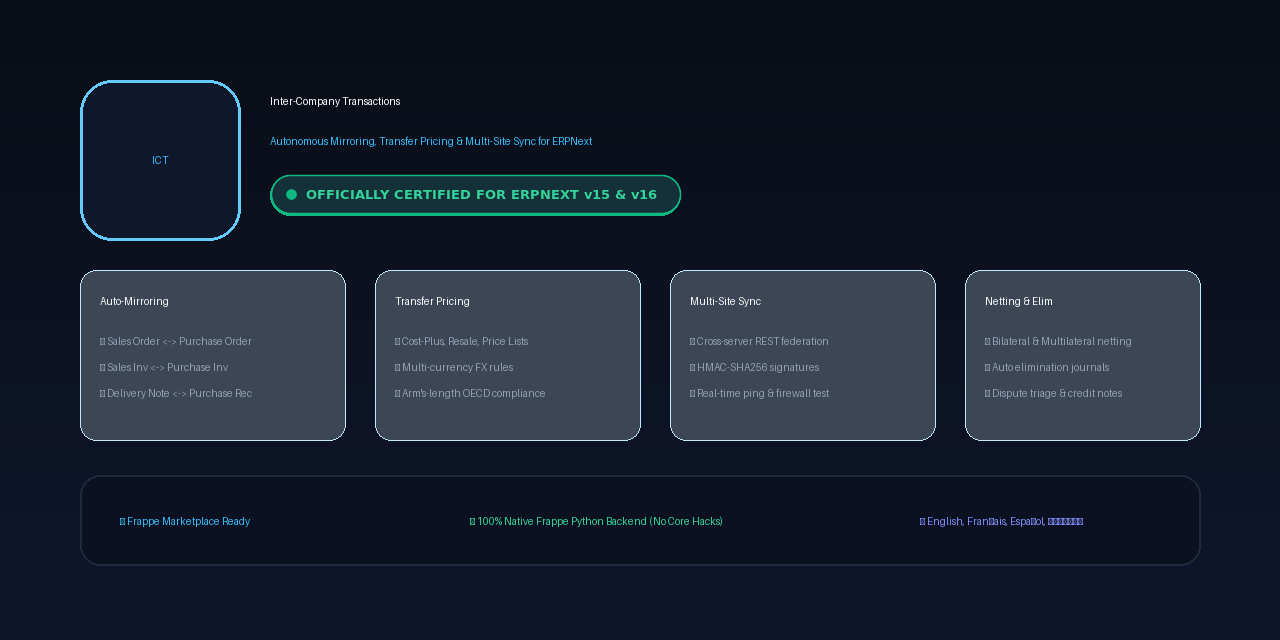 ICT
Inter-Company Transactions
Autonomous Mirroring, Transfer Pricing & Multi-Site Sync for ERPNext
OFFICIALLY CERTIFIED FOR ERPNEXT v15 & v16
Auto-Mirroring
Sales Order <-> Purchase Order
Sales Inv <-> Purchase Inv
Delivery Note <-> Purchase Rec
Transfer Pricing
Cost-Plus, Resale, Price Lists
Multi-currency FX rules
Arm's-length OECD compliance
Multi-Site Sync
Cross-server REST federation
HMAC-SHA256 signatures
Real-time ping & firewall test
Netting & Elim
Bilateral & Multilateral netting
Auto elimination journals
Dispute triage & credit notes
Frappe Marketplace Ready
100% Native Frappe Python Backend (No Core Hacks)
English,